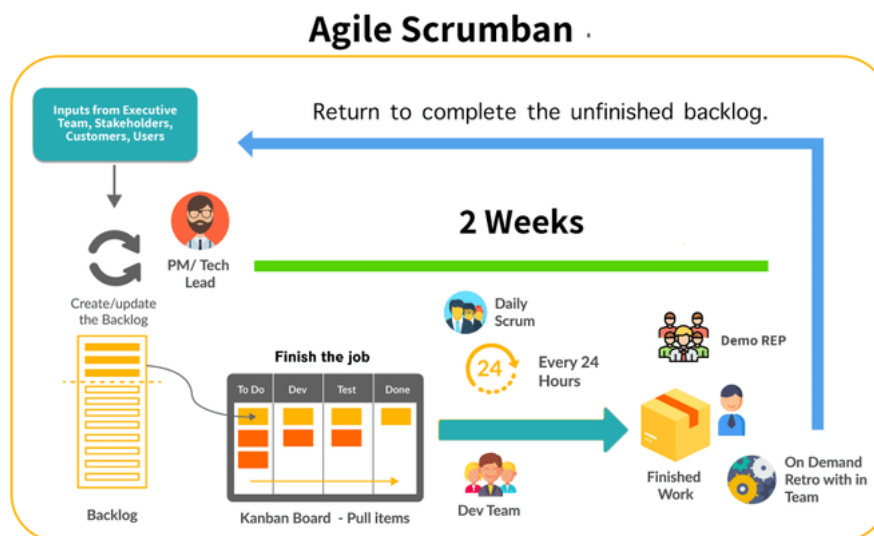 Agile Scrumban .
Inputs from Executive
Team, Stakeholders,
Customers, Users
Return to complete the unfinished backlog.
2 Weeks
PM/ Tech
Lead
Create/update
the Backlog
Daily
Scrum
24
Every 24
Hours
Demo REP
Finish the job
To Do Dev Test Done
Finished
Work
On Demand
Retro with in
Team
Dev Team
Backlog
Kanban Board - Pull items